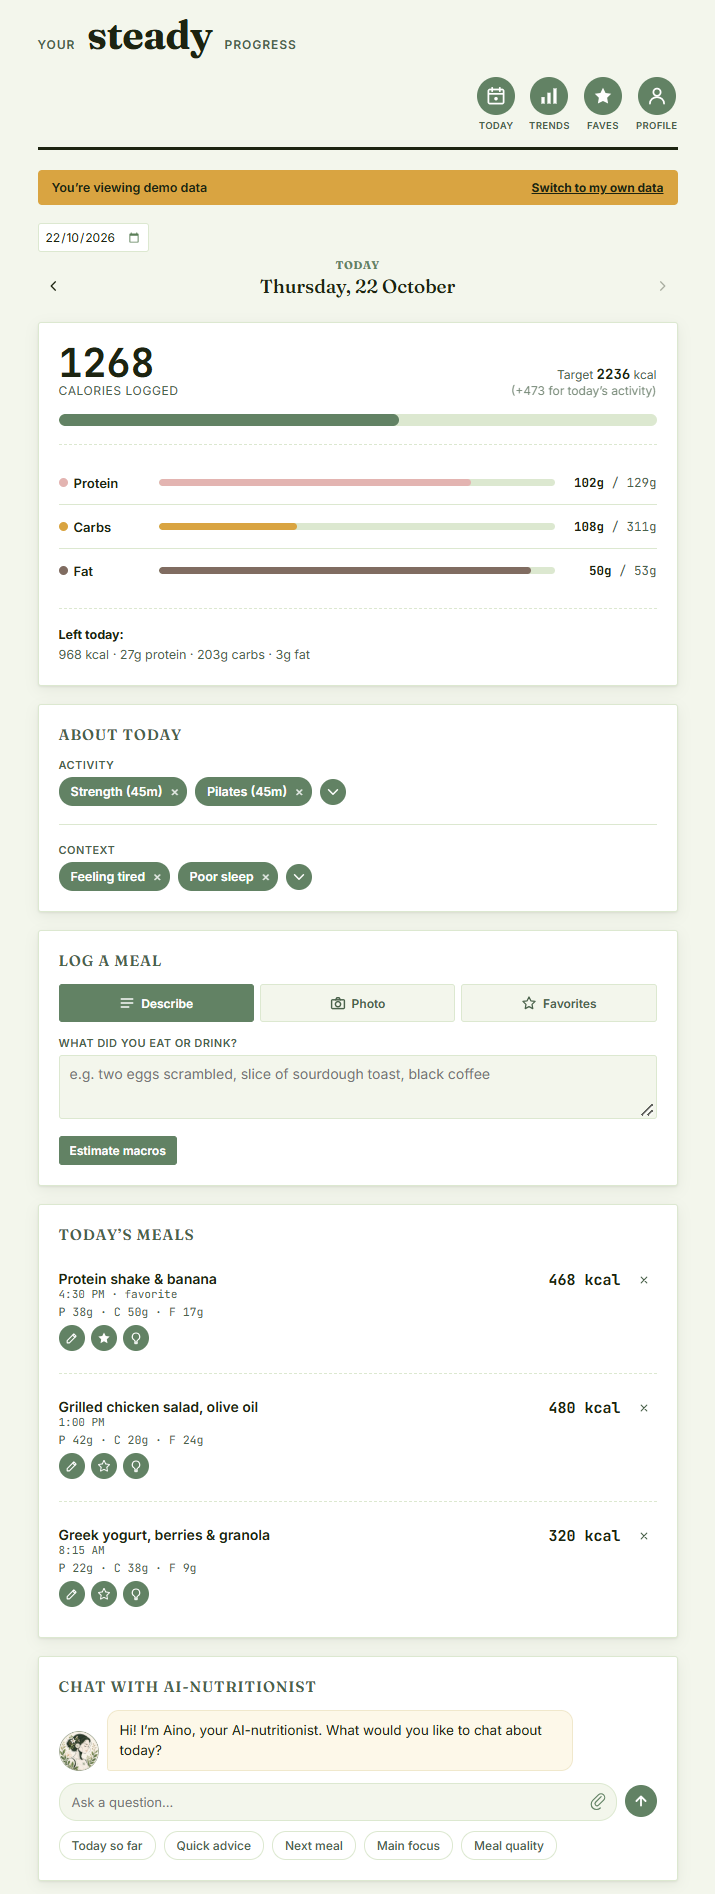 YOUR steady PROGRESS
TODAY TRENDS FAVES PROFILE
You're viewing demo data Switch to my own data
22/10/2026
TODAY
Thursday, 22 October
1268
CALORIES LOGGED
Target 2236 kcal
(+473 for today's activity)
Protein 102g / 129g
Carbs 108g / 311g
Fat 50g / 53g
Left today:
968 kcal · 27g protein · 203g carbs · 3g fat
ABOUT TODAY
ACTIVITY
Strength (45m) × Pilates (45m) ×
CONTEXT
Feeling tired × Poor sleep ×
LOG A MEAL
Describe Photo Favorites
WHAT DID YOU EAT OR DRINK?
e.g. two eggs scrambled, slice of sourdough toast, black coffee
Estimate macros
TODAY'S MEALS
Protein shake & banana 468 kcal ×
4:30 PM · favorite
P 38g · C 50g · F 17g
Grilled chicken salad, olive oil 480 kcal ×
1:00 PM
P 42g · C 20g · F 24g
Greek yogurt, berries & granola 320 kcal ×
8:15 AM
P 22g · C 38g · F 9g
CHAT WITH AI-NUTRITIONIST
Hi! I'm Aino, your AI-nutritionist. What would you like to chat about
today?
Ask a question...
Today so far Quick advice Next meal Main focus Meal quality